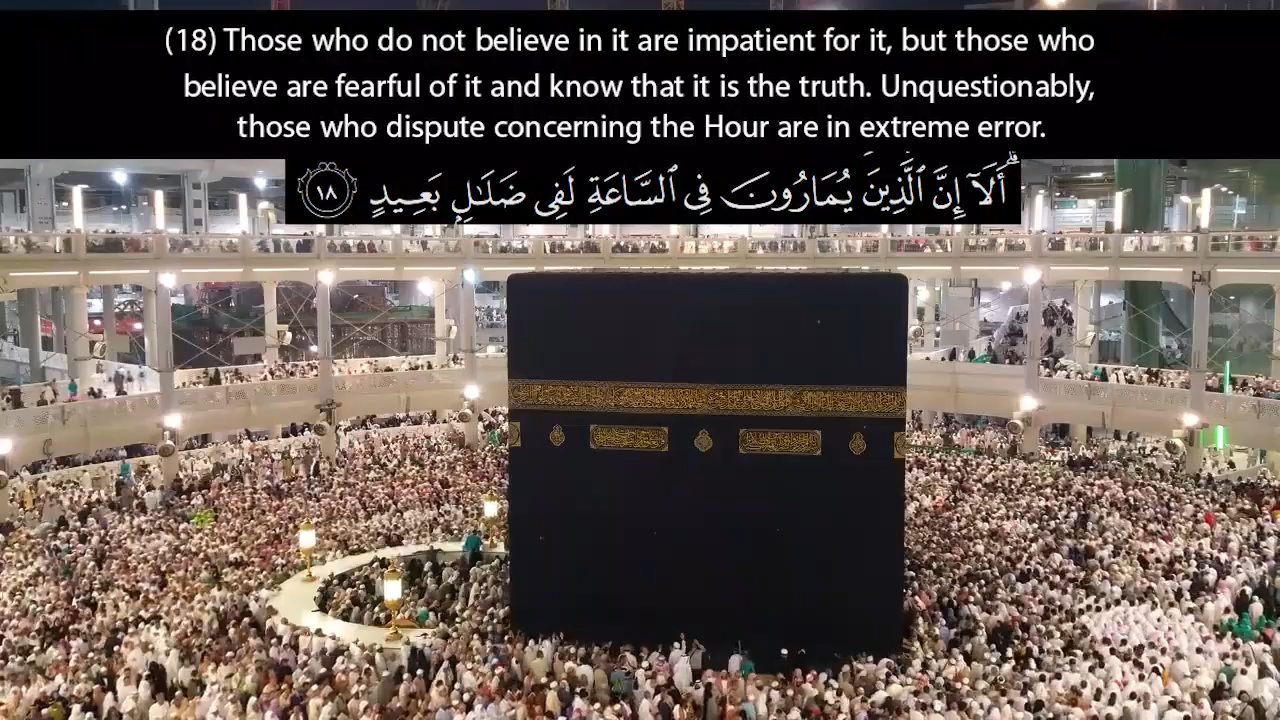 (18) Those who do not believe in it are impatient for it, but those who
believe are fearful of it and know that it is the truth. Unquestionably,
those who dispute concerning the Hour are in extreme error.
ۗ أَلَآ إِنَّ ٱلَّذِينَ يُمَارُونَ فِى ٱلسَّاعَةِ لَفِى ضَلَـٰلٍۭ بَعِيدٍ ١٨